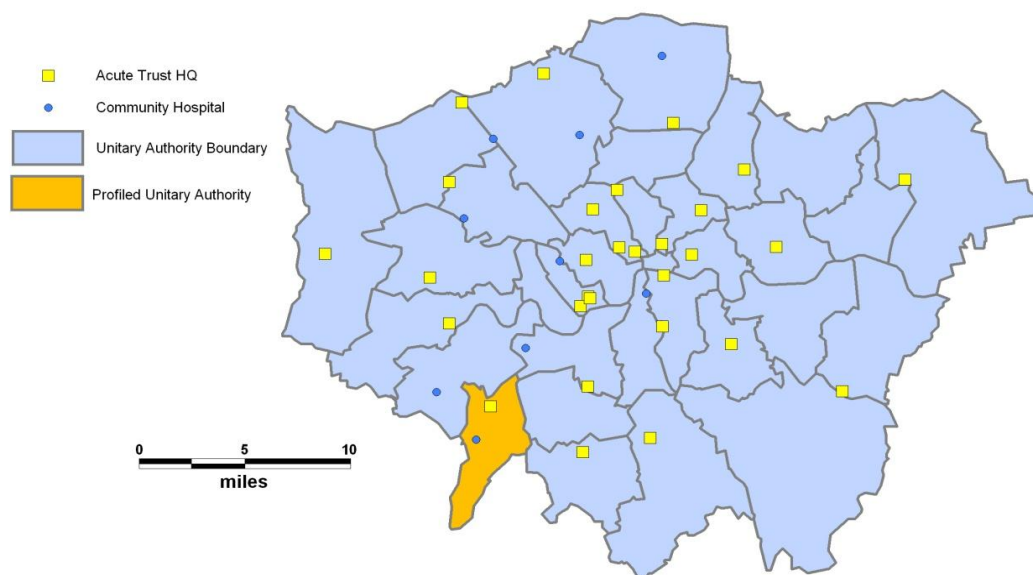 Acute Trust HQ
Community Hospital
Unitary Authority Boundary
Profiled Unitary Authority
0 5 10
miles